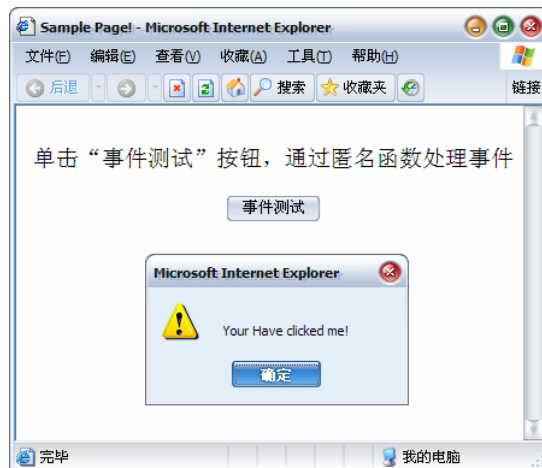 Sample Page! - Microsoft Internet Explorer
文件(F) 编辑(E) 查看(V) 收藏(A) 工具(T) 帮助(H)
后退 搜索 收藏夹 链接
单击“事件测试”按钮，通过匿名函数处理事件
事件测试
Microsoft Internet Explorer
Your Have clicked me!
确定
完毕 我的电脑